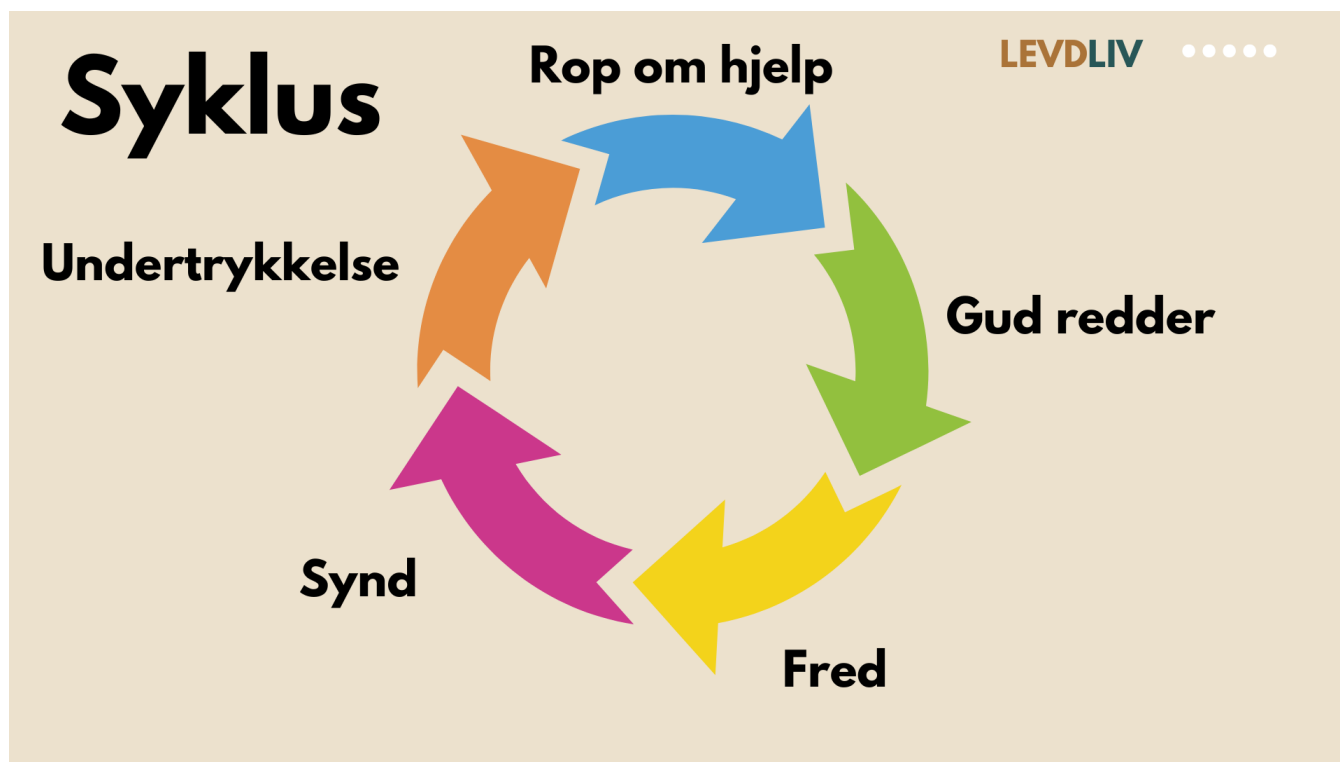 Syklus
Rop om hjelp
LEVDLIV
Undertrykkelse
Gud redder
Synd
Fred